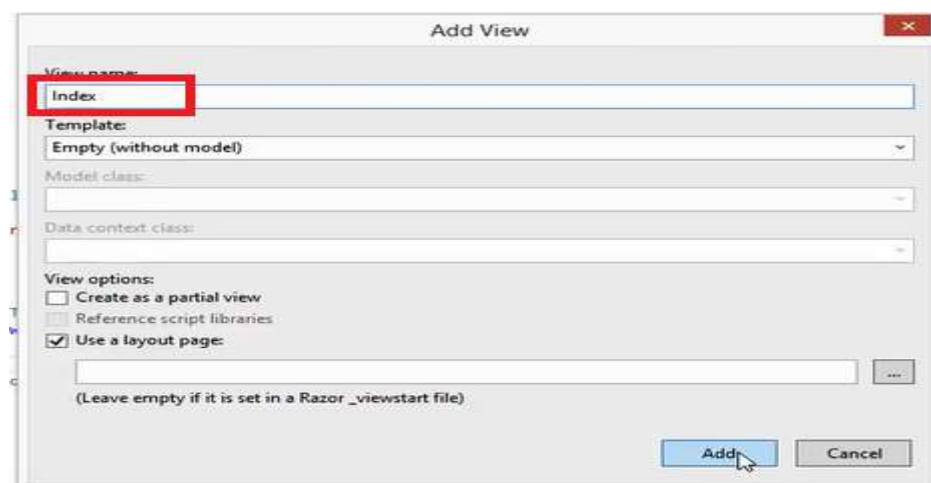 Add View
View name:
Index
Template:
Empty (without model)
Model class:
Data context class:
View options:
Create as a partial view
Reference script libraries
Use a layout page:
...
(Leave empty if it is set in a Razor _viewstart file)
Add
Cancel